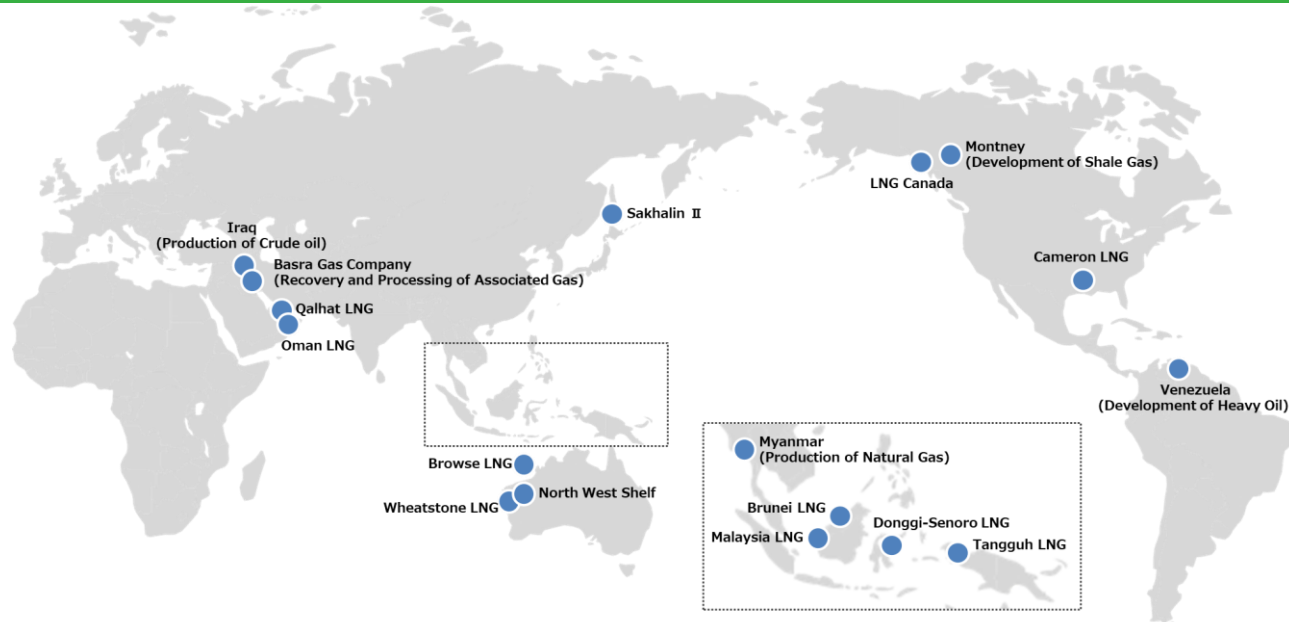 Montney
(Development of Shale Gas)
LNG Canada
Sakhalin Ⅱ
Iraq
(Production of Crude oil)
Basra Gas Company
(Recovery and Processing of Associated Gas)
Cameron LNG
Qalhat LNG
Oman LNG
Venezuela
(Development of Heavy Oil)
Myanmar
(Production of Natural Gas)
Browse LNG
North West Shelf
Wheatstone LNG
Brunei LNG
Donggi-Senoro LNG
Malaysia LNG
Tangguh LNG